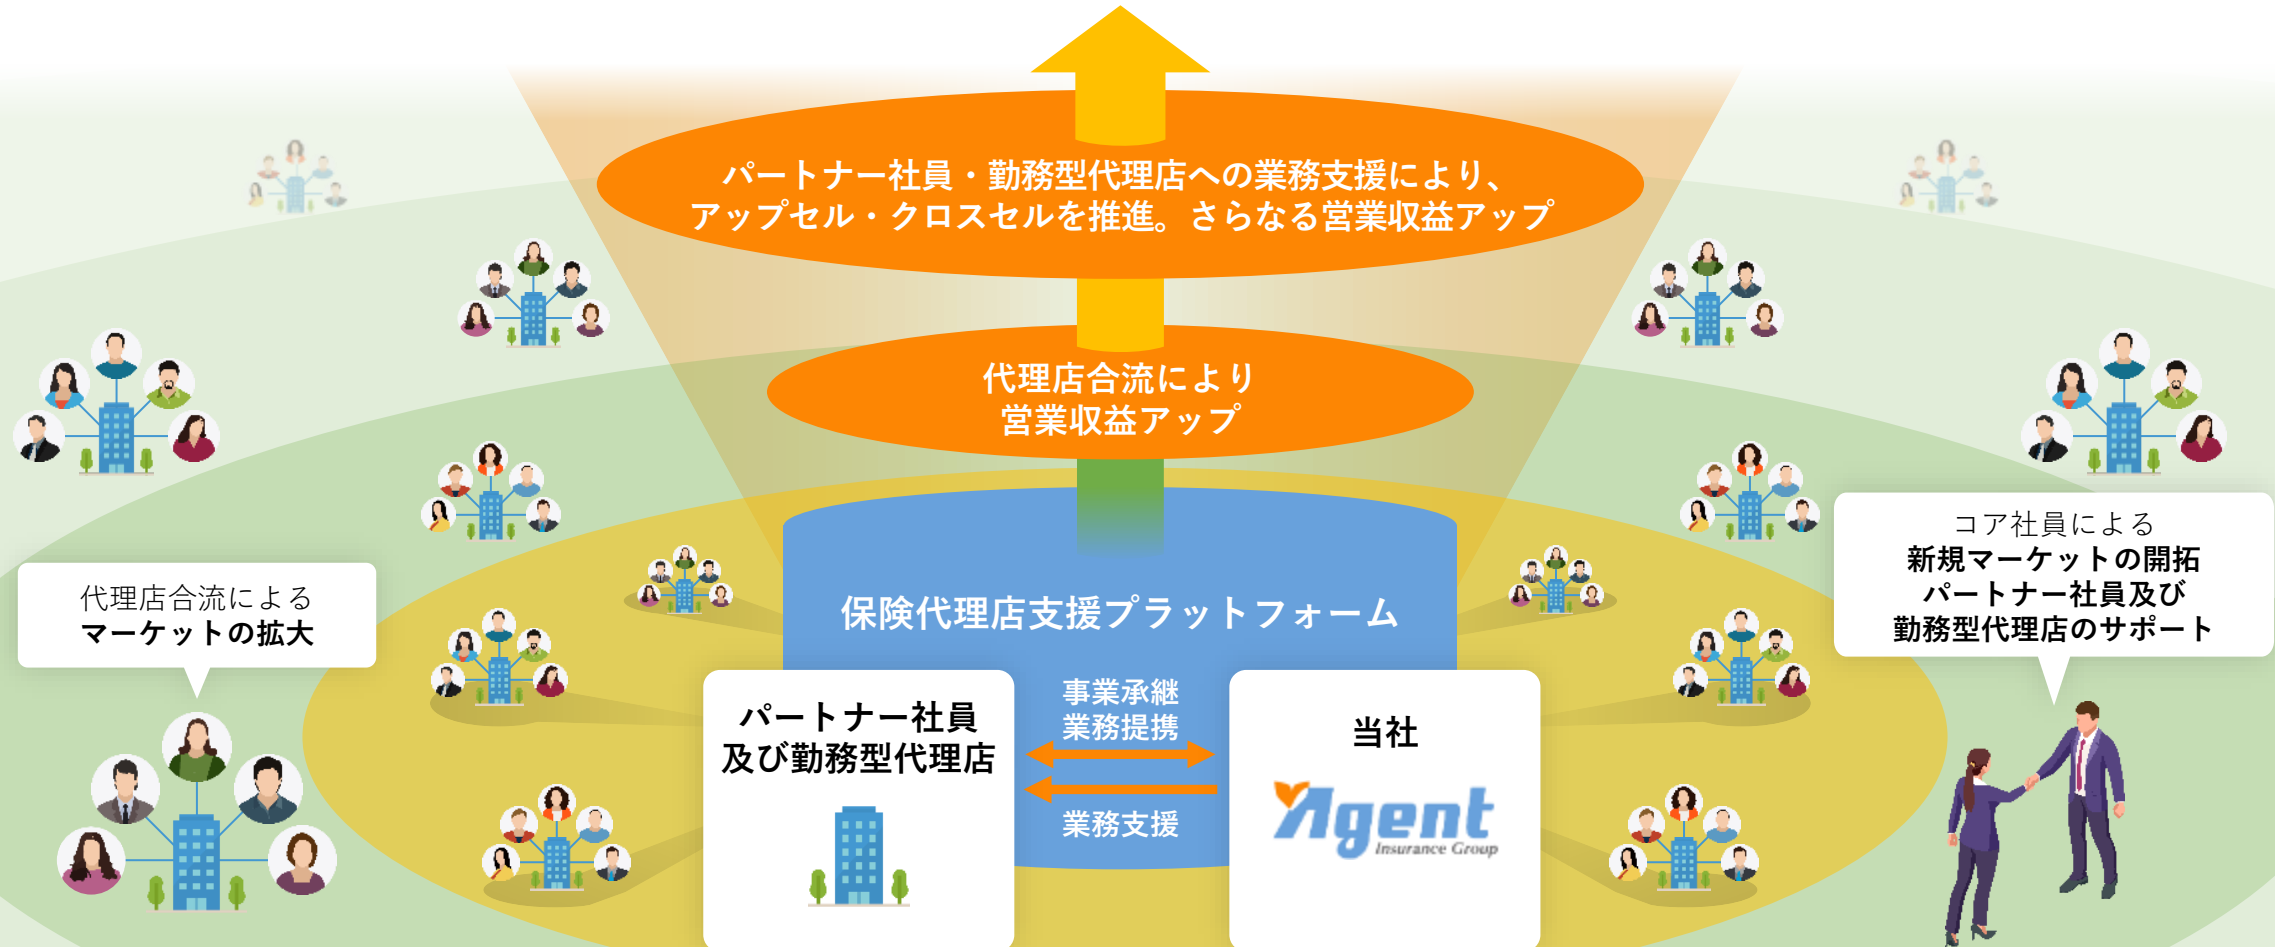 パートナー社員・勤務型代理店への業務支援により、
アップセル・クロスセルを推進。さらなる営業収益アップ
代理店合流により
営業収益アップ
代理店合流による
マーケットの拡大
コア社員による
新規マーケットの開拓
パートナー社員及び
勤務型代理店のサポート
保険代理店支援プラットフォーム
パートナー社員
及び勤務型代理店
事業承継
業務提携
業務支援
当社
Agent
Insurance Group